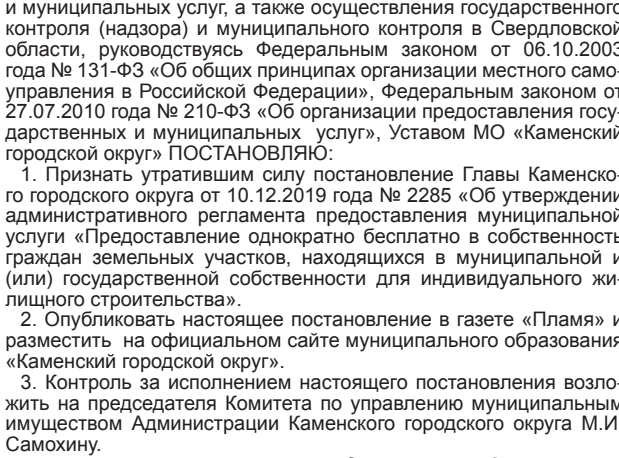 и муниципальных услуг, а также осуществления государственного
контроля (надзора) и муниципального контроля в Свердловской
области, руководствуясь Федеральным законом от 06.10.2003
года № 131-ФЗ «Об общих принципах организации местного само-
управления в Российской Федерации», Федеральным законом от
27.07.2010 года № 210-ФЗ «Об организации предоставления госу-
дарственных и муниципальных услуг», Уставом МО «Каменский
городской округ» ПОСТАНОВЛЯЮ:
1. Признать утратившим силу постановление Главы Каменско-
го городского округа от 10.12.2019 года № 2285 «Об утверждении
административного регламента предоставления муниципальной
услуги «Предоставление однократно бесплатно в собственность
граждан земельных участков, находящихся в муниципальной и
(или) государственной собственности для индивидуального жи-
лищного строительства».
2. Опубликовать настоящее постановление в газете «Пламя» и
разместить на официальном сайте муниципального образования
«Каменский городской округ».
3. Контроль за исполнением настоящего постановления возло-
жить на председателя Комитета по управлению муниципальным
имуществом Администрации Каменского городского округа М.И.
Самохину.